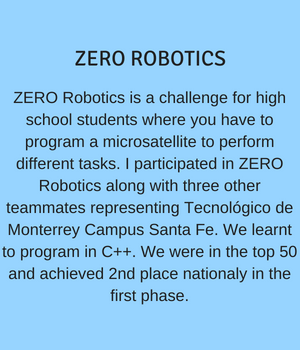 ZERO ROBOTICS
ZERO Robotics is a challenge for high
school students where you have to
program a microsatellite to perform
different tasks. I participated in ZERO
Robotics along with three other
teammates representing Tecnológico de
Monterrey Campus Santa Fe. We learnt
to program in C++. We were in the top 50
and achieved 2nd place nationaly in the
first phase.